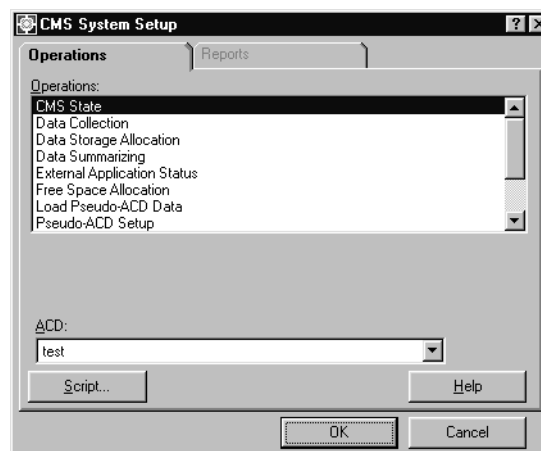 CMS System Setup
Operations
Reports
Operations:
CMS State
Data Collection
Data Storage Allocation
Data Summarizing
External Application Status
Free Space Allocation
Load Pseudo-ACD Data
Pseudo-ACD Setup
ACD:
test
Script...
Help
OK
Cancel